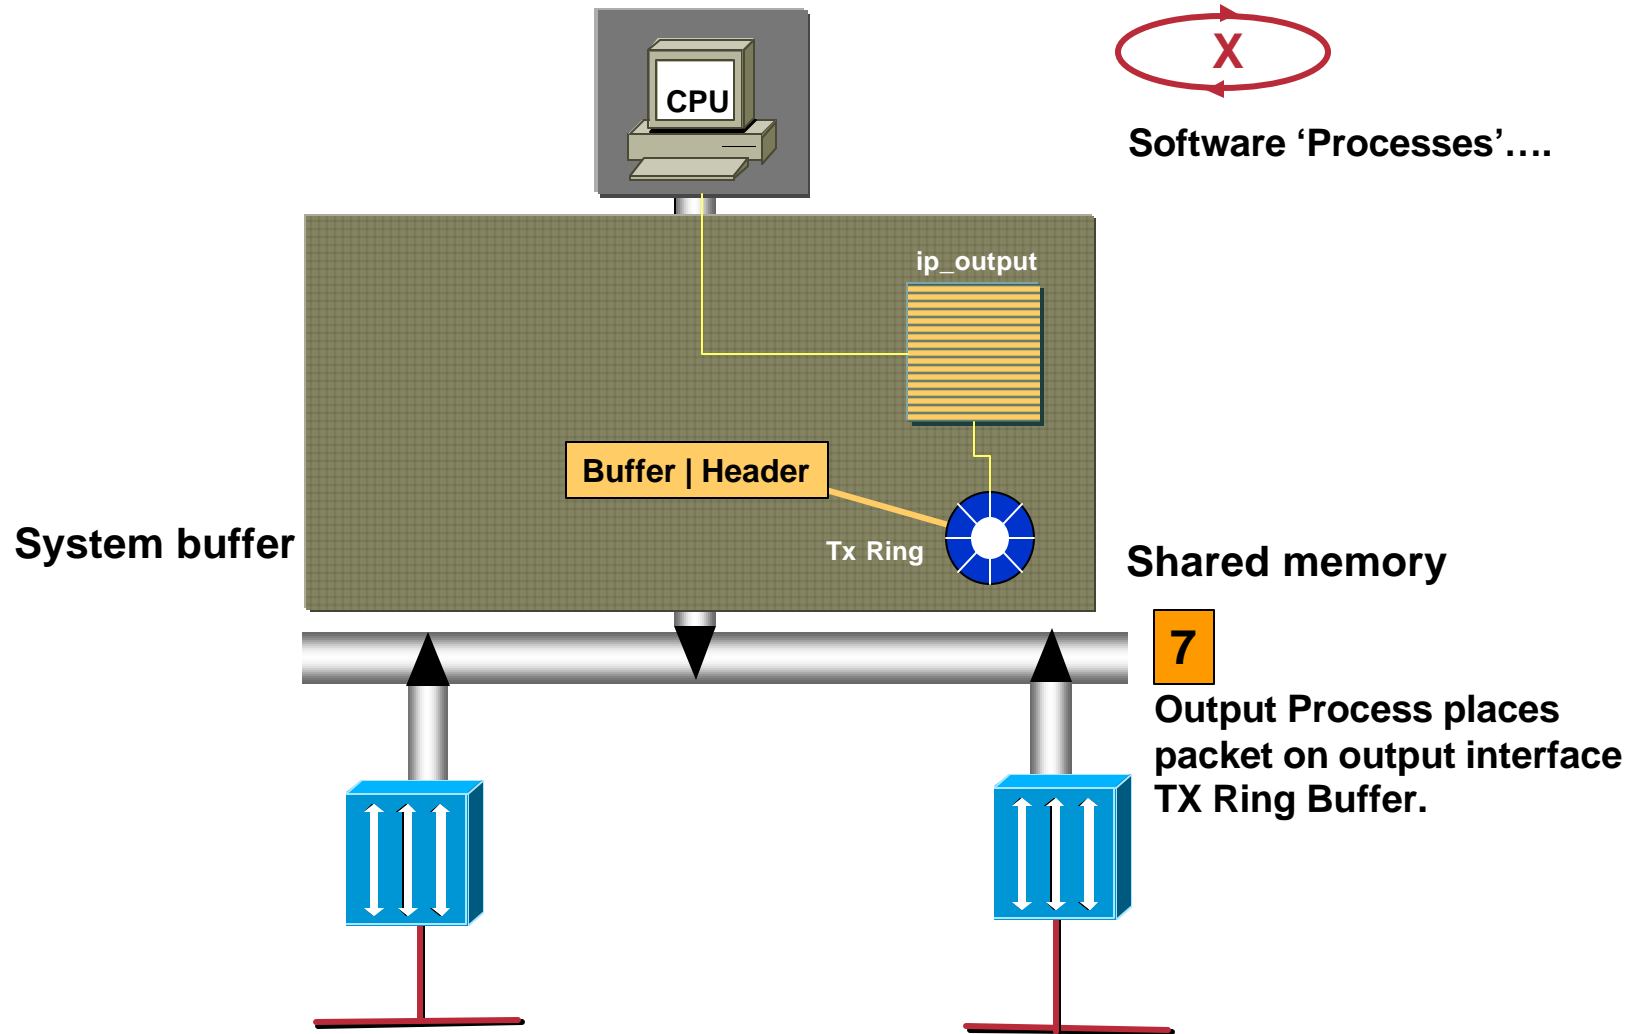 CPU
X
Software ‘Processes’….
ip_output
Buffer | Header
System buffer
Tx Ring
Shared memory
7
Output Process places
packet on output interface
TX Ring Buffer.